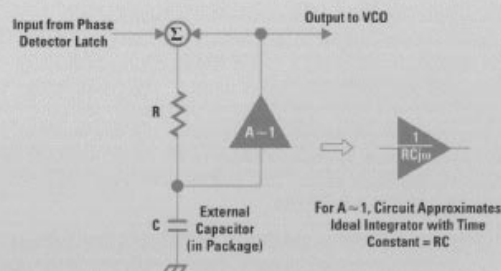 Input from Phase
Detector Latch
Σ
Output to VCO
R
A~1
1
RCjω
C
External
Capacitor
(in Package)
For A~1, Circuit Approximates
Ideal Integrator with Time
Constant = RC